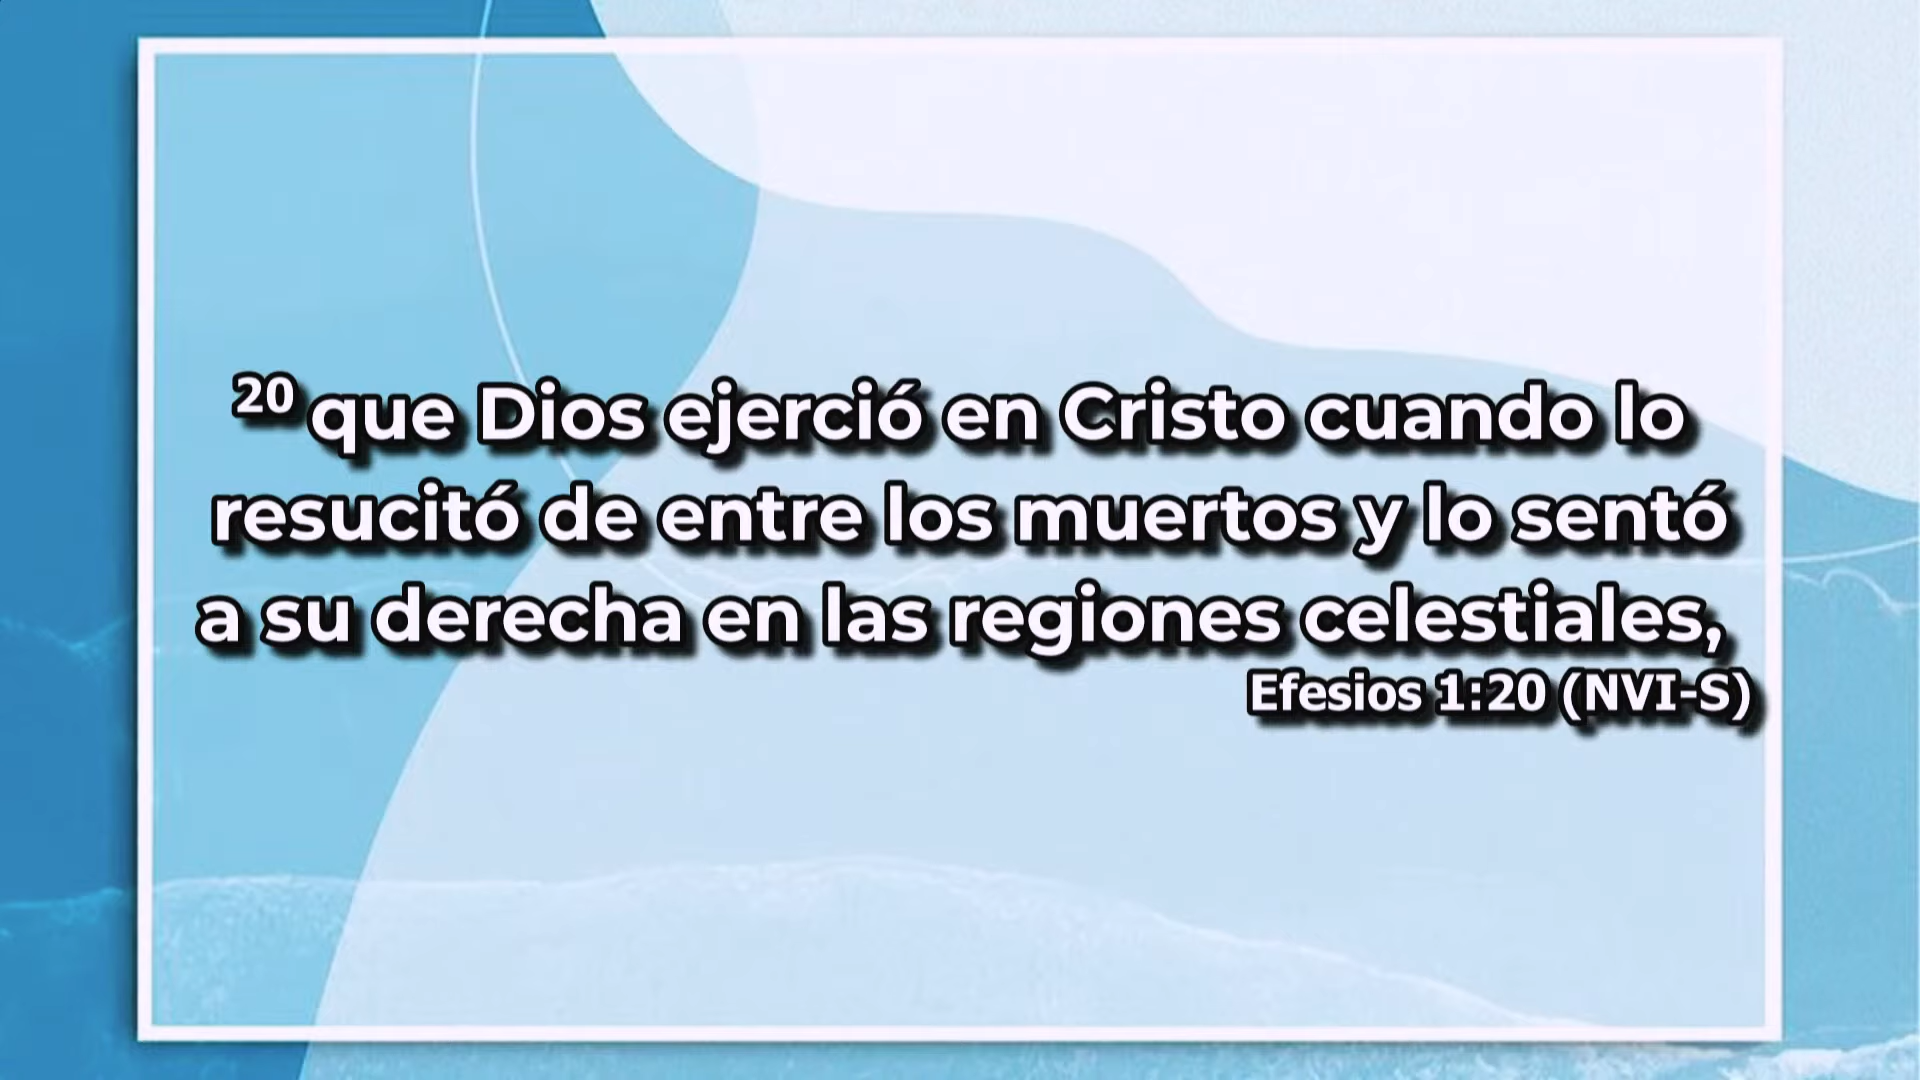 20 que Dios ejerció en Cristo cuando lo
resucitó de entre los muertos y lo sentó
a su derecha en las regiones celestiales,
Efesios 1:20 (NVI-S)